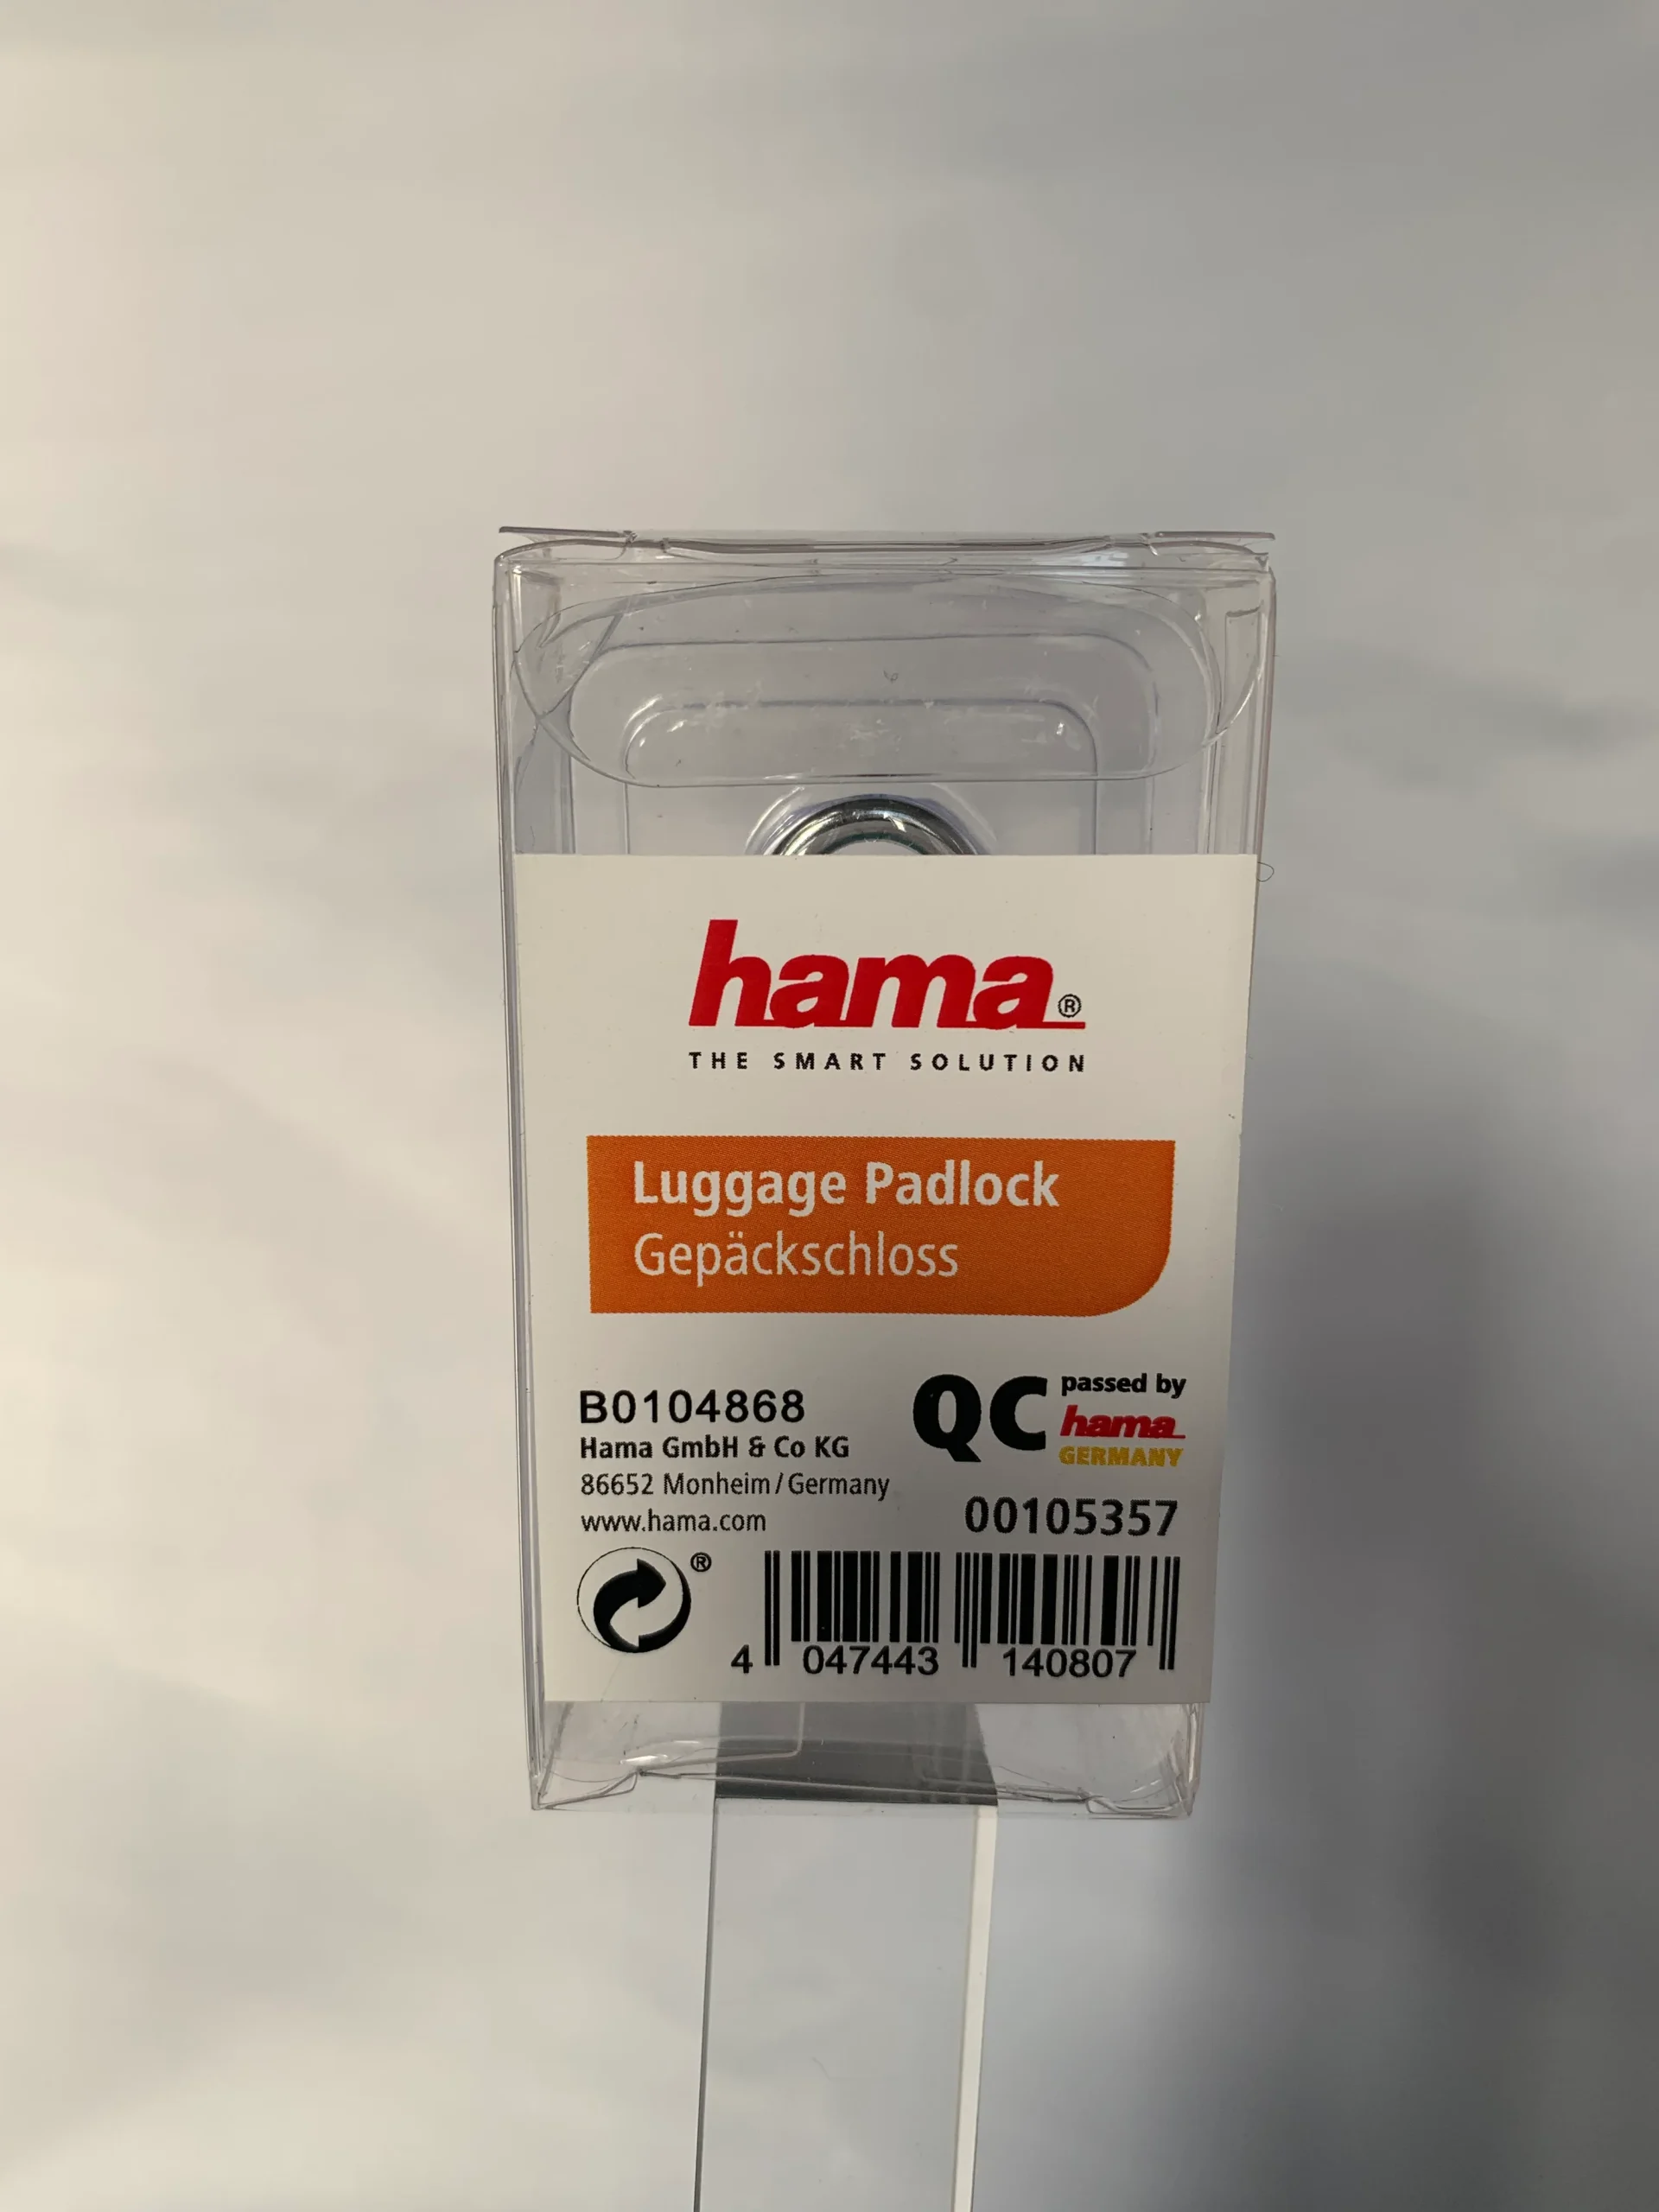 hama®
THE SMART SOLUTION
Luggage Padlock
Gepäckschloss
B0104868
Hama GmbH & Co KG
86652 Monheim/Germany
www.hama.com
QC passed by
hama
GERMANY
00105357
®
4 047443 140807